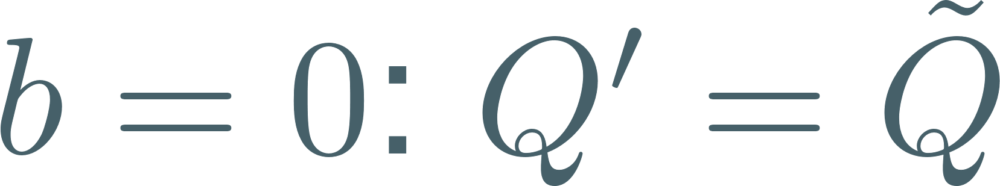 b = 0: Q′ = Q̃